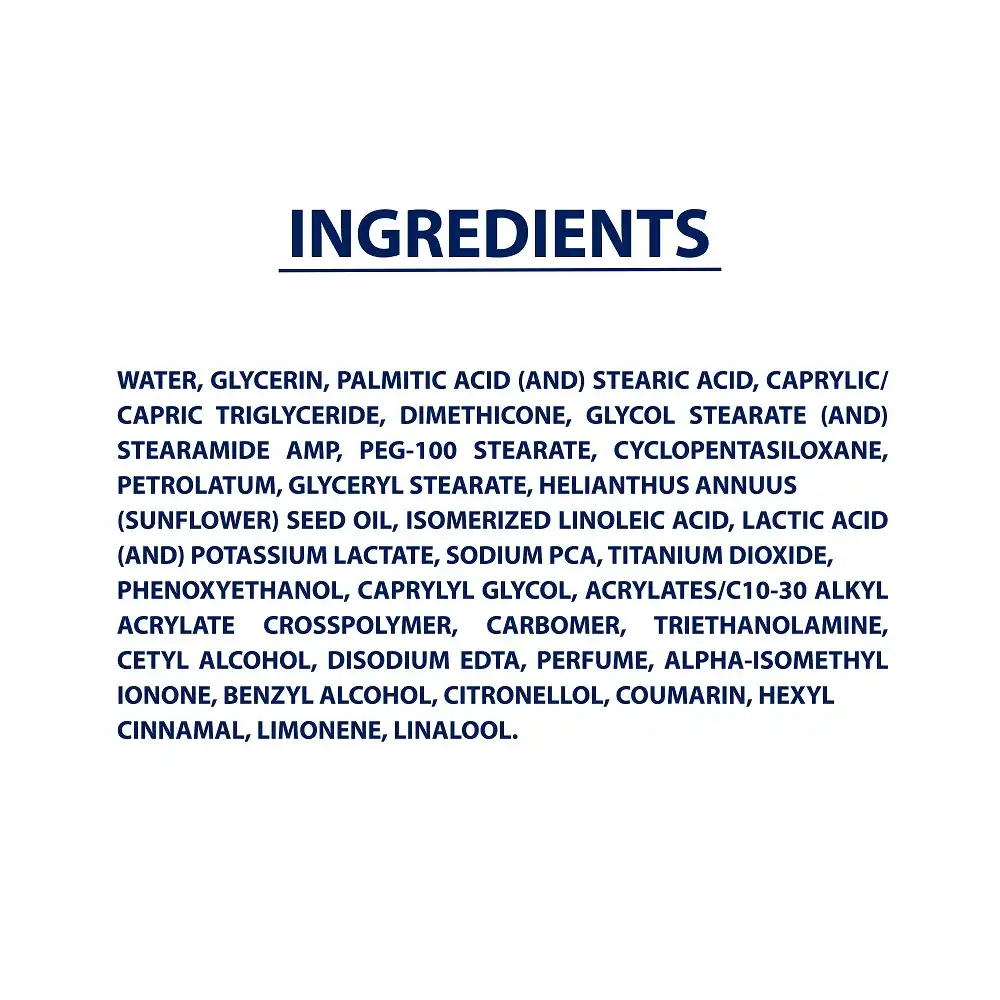 INGREDIENTS
WATER, GLYCERIN, PALMITIC ACID (AND) STEARIC ACID, CAPRYLIC/
CAPRIC TRIGLYCERIDE, DIMETHICONE, GLYCOL STEARATE (AND)
STEARAMIDE AMP, PEG-100 STEARATE, CYCLOPENTASILOXANE,
PETROLATUM, GLYCERYL STEARATE, HELIANTHUS ANNUUS
(SUNFLOWER) SEED OIL, ISOMERIZED LINOLEIC ACID, LACTIC ACID
(AND) POTASSIUM LACTATE, SODIUM PCA, TITANIUM DIOXIDE,
PHENOXYETHANOL, CAPRYLYL GLYCOL, ACRYLATES/C10-30 ALKYL
ACRYLATE CROSSPOLYMER, CARBOMER, TRIETHANOLAMINE,
CETYL ALCOHOL, DISODIUM EDTA, PERFUME, ALPHA-ISOMETHYL
IONONE, BENZYL ALCOHOL, CITRONELLOL, COUMARIN, HEXYL
CINNAMAL, LIMONENE, LINALOOL.